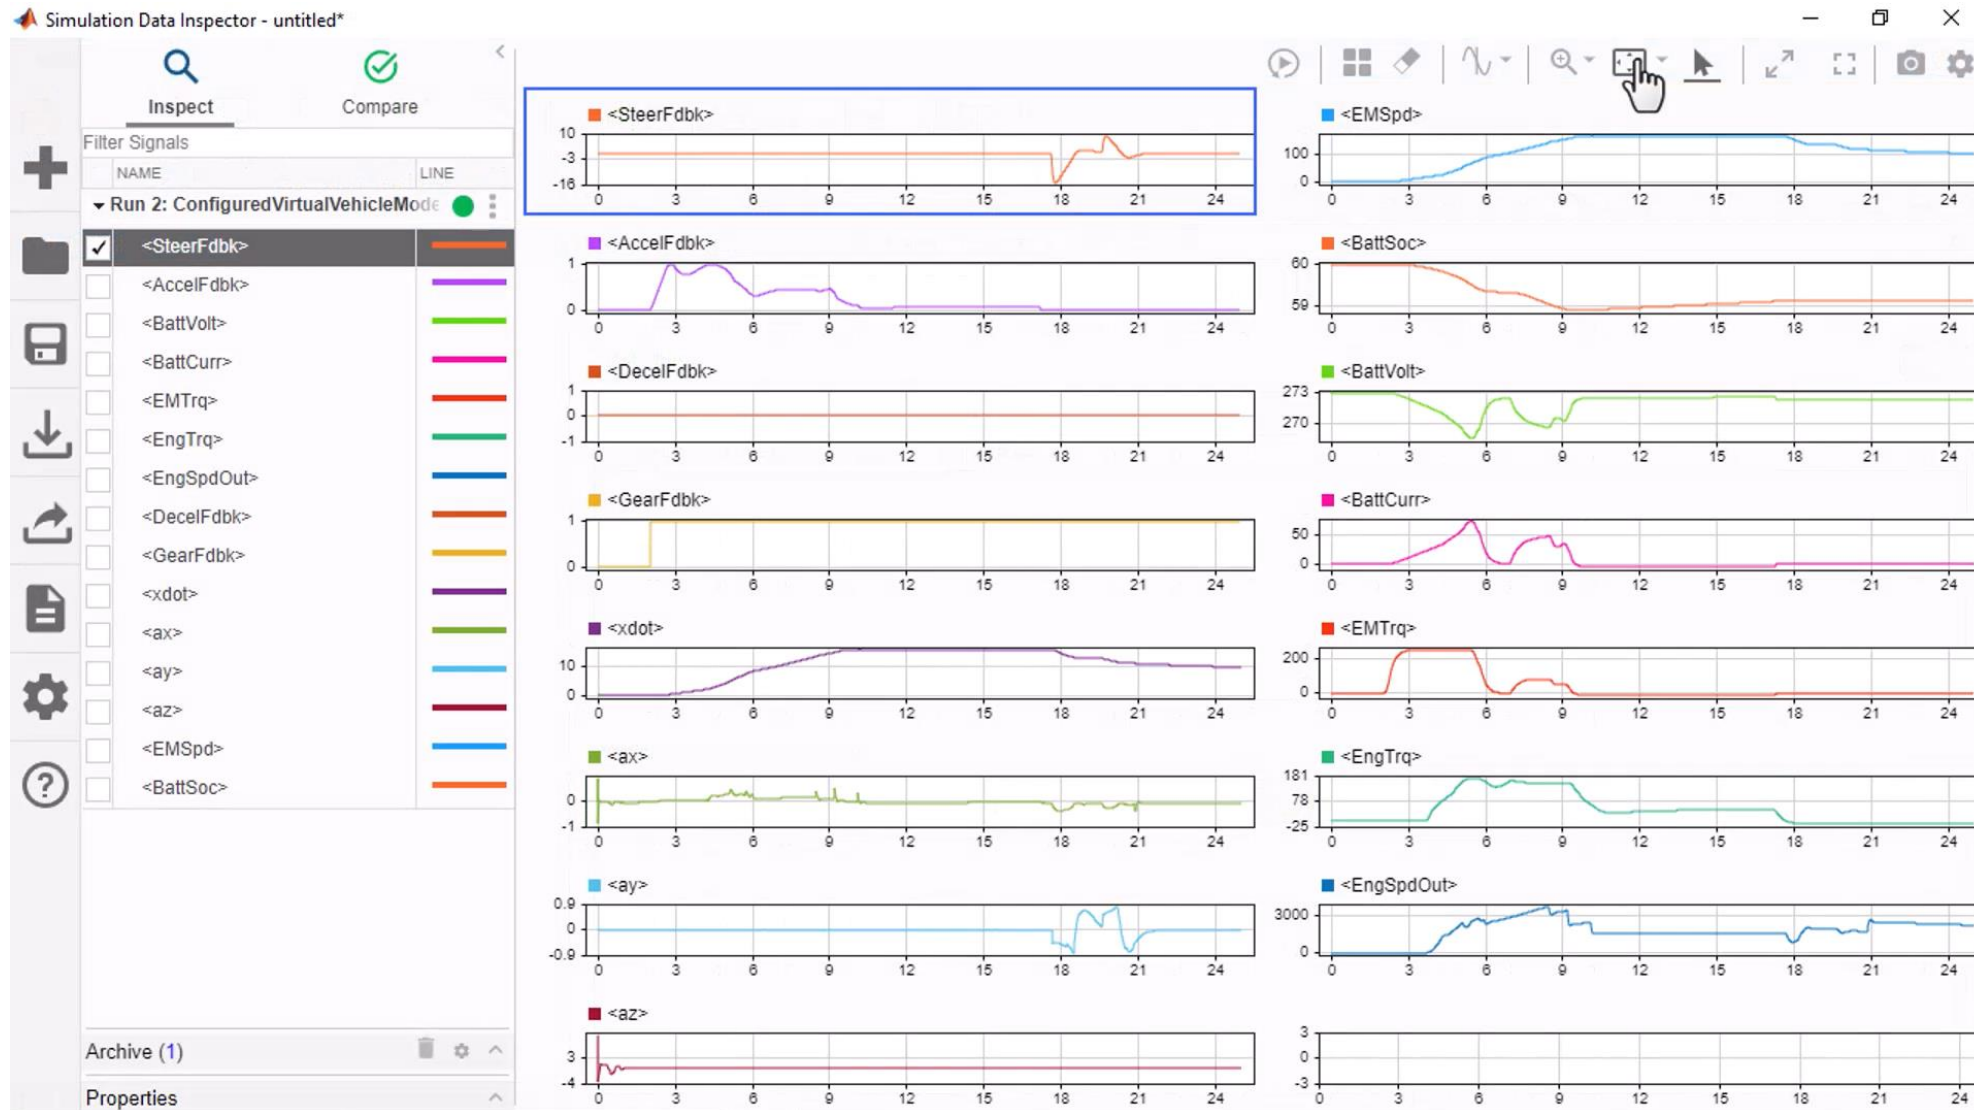 Simulation Data Inspector - untitled*
Inspect
Compare
Filter Signals
NAME
LINE
Run 2: ConfiguredVirtualVehicleMode
<SteerFdbk>
<AccelFdbk>
<BattVolt>
<BattCurr>
<EMTrq>
<EngTrq>
<EngSpdOut>
<DecelFdbk>
<GearFdbk>
<xdot>
<ax>
<ay>
<az>
<EMSpd>
<BattSoc>
Archive (1)
Properties
<SteerFdbk>
10
-3
-16
0 3 6 9 12 15 18 21 24
<AccelFdbk>
1
0
0 3 6 9 12 15 18 21 24
<DecelFdbk>
1
0
-1
0 3 6 9 12 15 18 21 24
<GearFdbk>
1
0
0 3 6 9 12 15 18 21 24
<xdot>
10
0
0 3 6 9 12 15 18 21 24
<ax>
0
-1
0 3 6 9 12 15 18 21 24
<ay>
0.9
0
-0.9
0 3 6 9 12 15 18 21 24
<az>
3
-4
0 3 6 9 12 15 18 21 24
<EMSpd>
100
0
0 3 6 9 12 15 18 21 24
<BattSoc>
60
59
0 3 6 9 12 15 18 21 24
<BattVolt>
273
270
0 3 6 9 12 15 18 21 24
<BattCurr>
50
0
0 3 6 9 12 15 18 21 24
<EMTrq>
200
0
0 3 6 9 12 15 18 21 24
<EngTrq>
181
78
-25
0 3 6 9 12 15 18 21 24
<EngSpdOut>
3000
0
0 3 6 9 12 15 18 21 24
3
0
-3
0 3 6 9 12 15 18 21 24